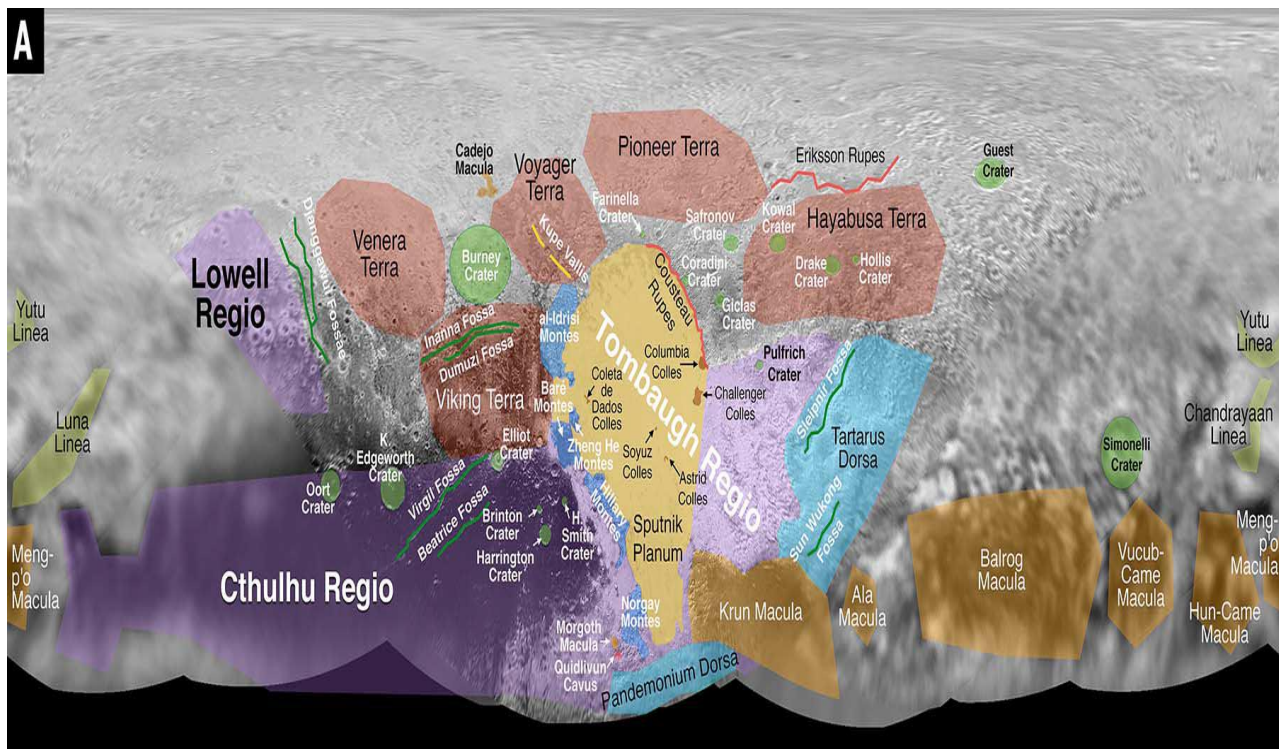 A
Pioneer Terra
Eriksson Rupes
Guest
Crater
Cadejo
Macula
Voyager
Terra
Farinella
Crater
Safronov
Crater
Kowal
Crater
Hayabusa Terra
Venera
Terra
Djanggawul Fossae
Kupe Vallis
Burney
Crater
Lowell
Regio
Coradini
Crater
Drake
Crater
Hollis
Crater
Cousteau
Rupes
Giclas
Crater
Yutu
Linea
Inanna Fossa
Dumuzi Fossa
al-Idrisi
Montes
Tombaugh Regio
Columbia
Colles
Pulfrich
Crater
Sleipnir Fossa
Yutu
Linea
Viking Terra
Baré
Montes
Coleta
de
Dados
Colles
Challenger
Colles
Luna
Linea
Chandrayaan
Linea
K.
Edgeworth
Crater
Elliot
Crater
Zheng He
Montes
Soyuz
Colles
Astrid
Colles
Tartarus
Dorsa
Simonelli
Crater
Oort
Crater
Virgil Fossa
Beatrice Fossa
Hillary
Montes
Brinton
Crater
H.
Smith
Crater
Harrington
Crater
Sputnik
Planum
Sun Wukong
Fossa
Meng-
p'o
Macula
Balrog
Macula
Vucub-
Came
Macula
Meng-
p'o
Macula
Cthulhu Regio
Norgay
Montes
Krun Macula
Ala
Macula
Hun-Came
Macula
Morgoth
Macula
Quidlivun
Cavus
Pandemonium Dorsa